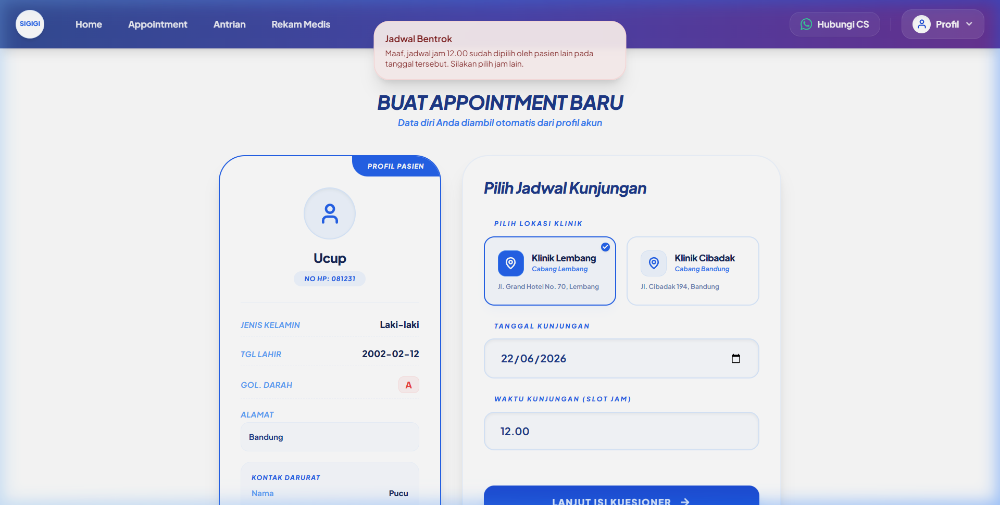 SIGIGI
Home
Appointment
Antrian
Rekam Medis
Hubungi CS
Profil
Jadwal Bentrok
Maaf, jadwal jam 12.00 sudah dipilih oleh pasien lain pada
tanggal tersebut. Silakan pilih jam lain.
BUAT APPOINTMENT BARU
Data diri Anda diambil otomatis dari profil akun
PROFIL PASIEN
Ucup
NO HP: 081231
JENIS KELAMIN
Laki-laki
TGL LAHIR
2002-02-12
GOL. DARAH
A
ALAMAT
Bandung
KONTAK DARURAT
Nama
Pucu
Pilih Jadwal Kunjungan
PILIH LOKASI KLINIK
Klinik Lembang
Cabang Lembang
Jl. Grand Hotel No. 70, Lembang
Klinik Cibadak
Cabang Bandung
Jl. Cibadak 194, Bandung
TANGGAL KUNJUNGAN
22/06/2026
WAKTU KUNJUNGAN (SLOT JAM)
12.00
LANJUT ISI KUESIONER